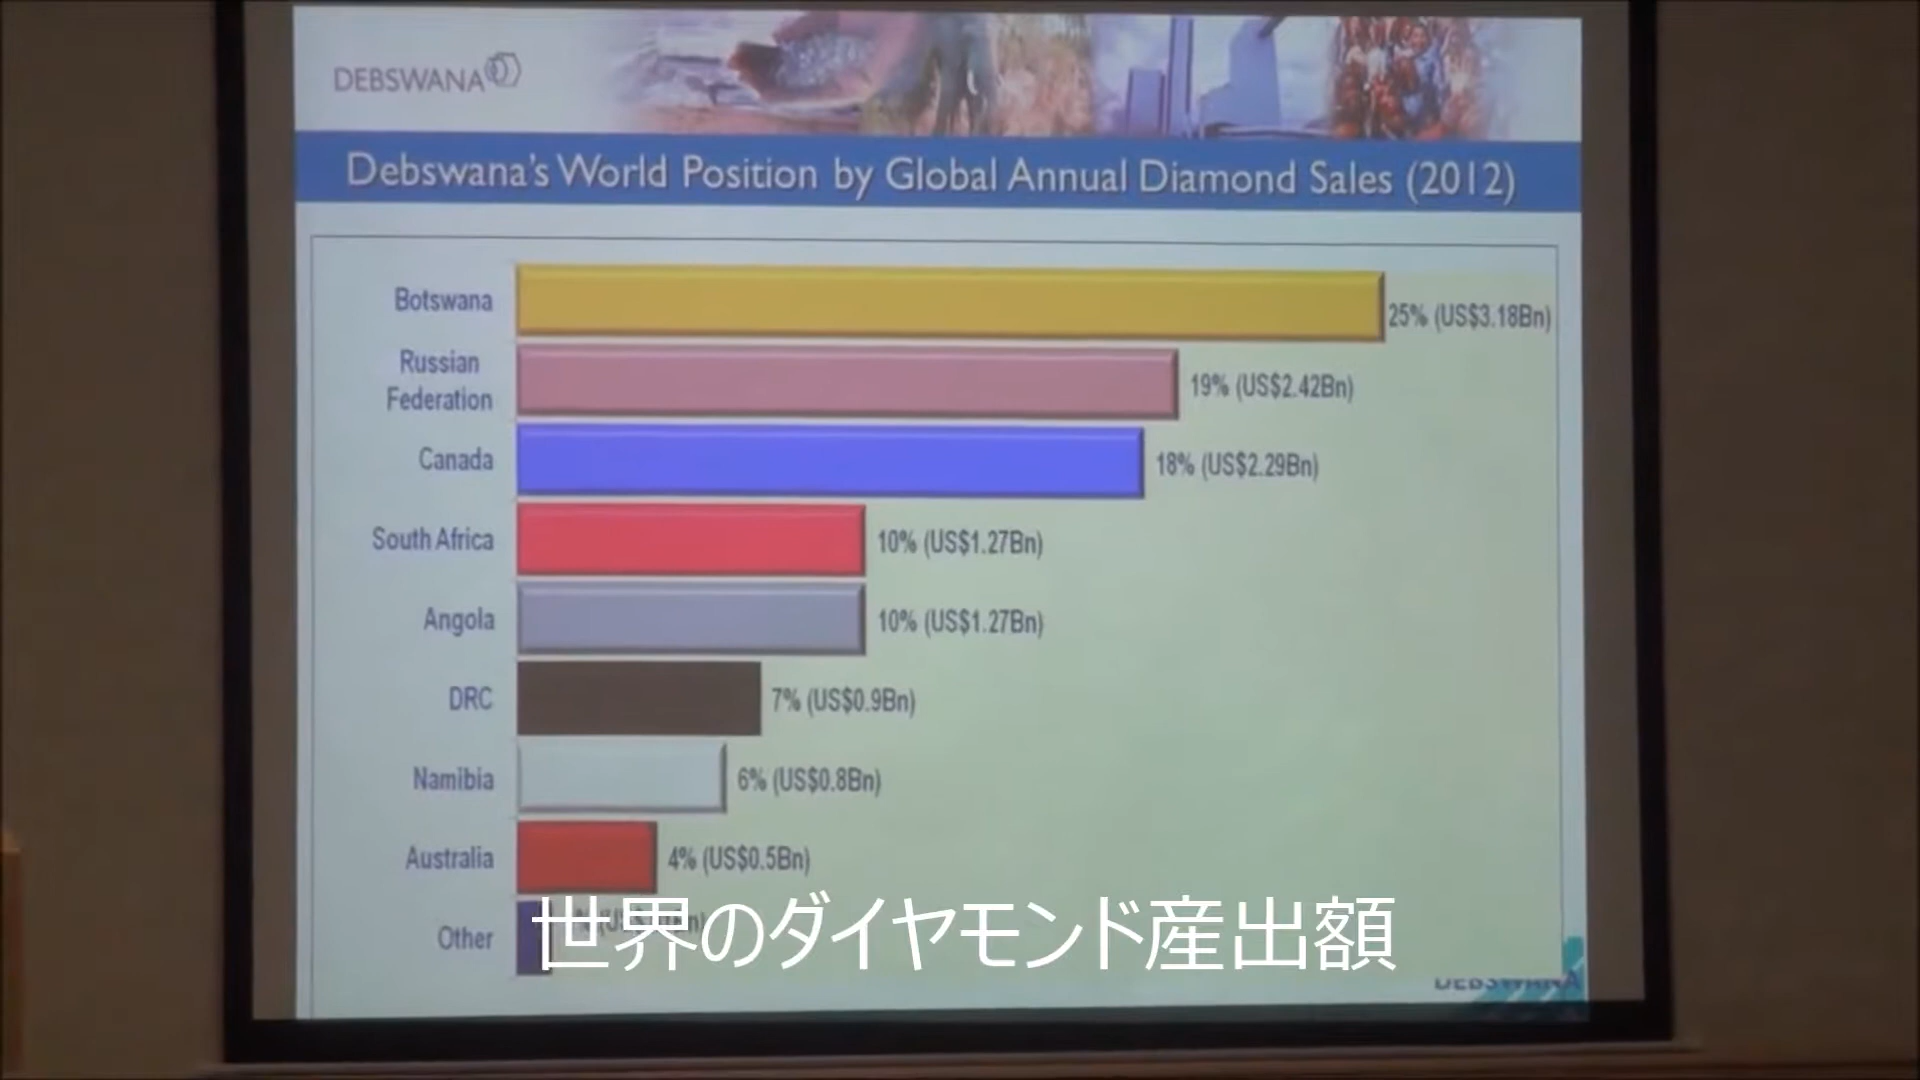 DEBSWANA
Debswana's World Position by Global Annual Diamond Sales (2012)
Botswana 25% (US$3.18Bn)
Russian
Federation 19% (US$2.42Bn)
Canada 18% (US$2.29Bn)
South Africa 10% (US$1.27Bn)
Angola 10% (US$1.27Bn)
DRC 7% (US$0.9Bn)
Namibia 6% (US$0.8Bn)
Australia 4% (US$0.5Bn)
Other
世界のダイヤモンド産出額
DEBSWANA